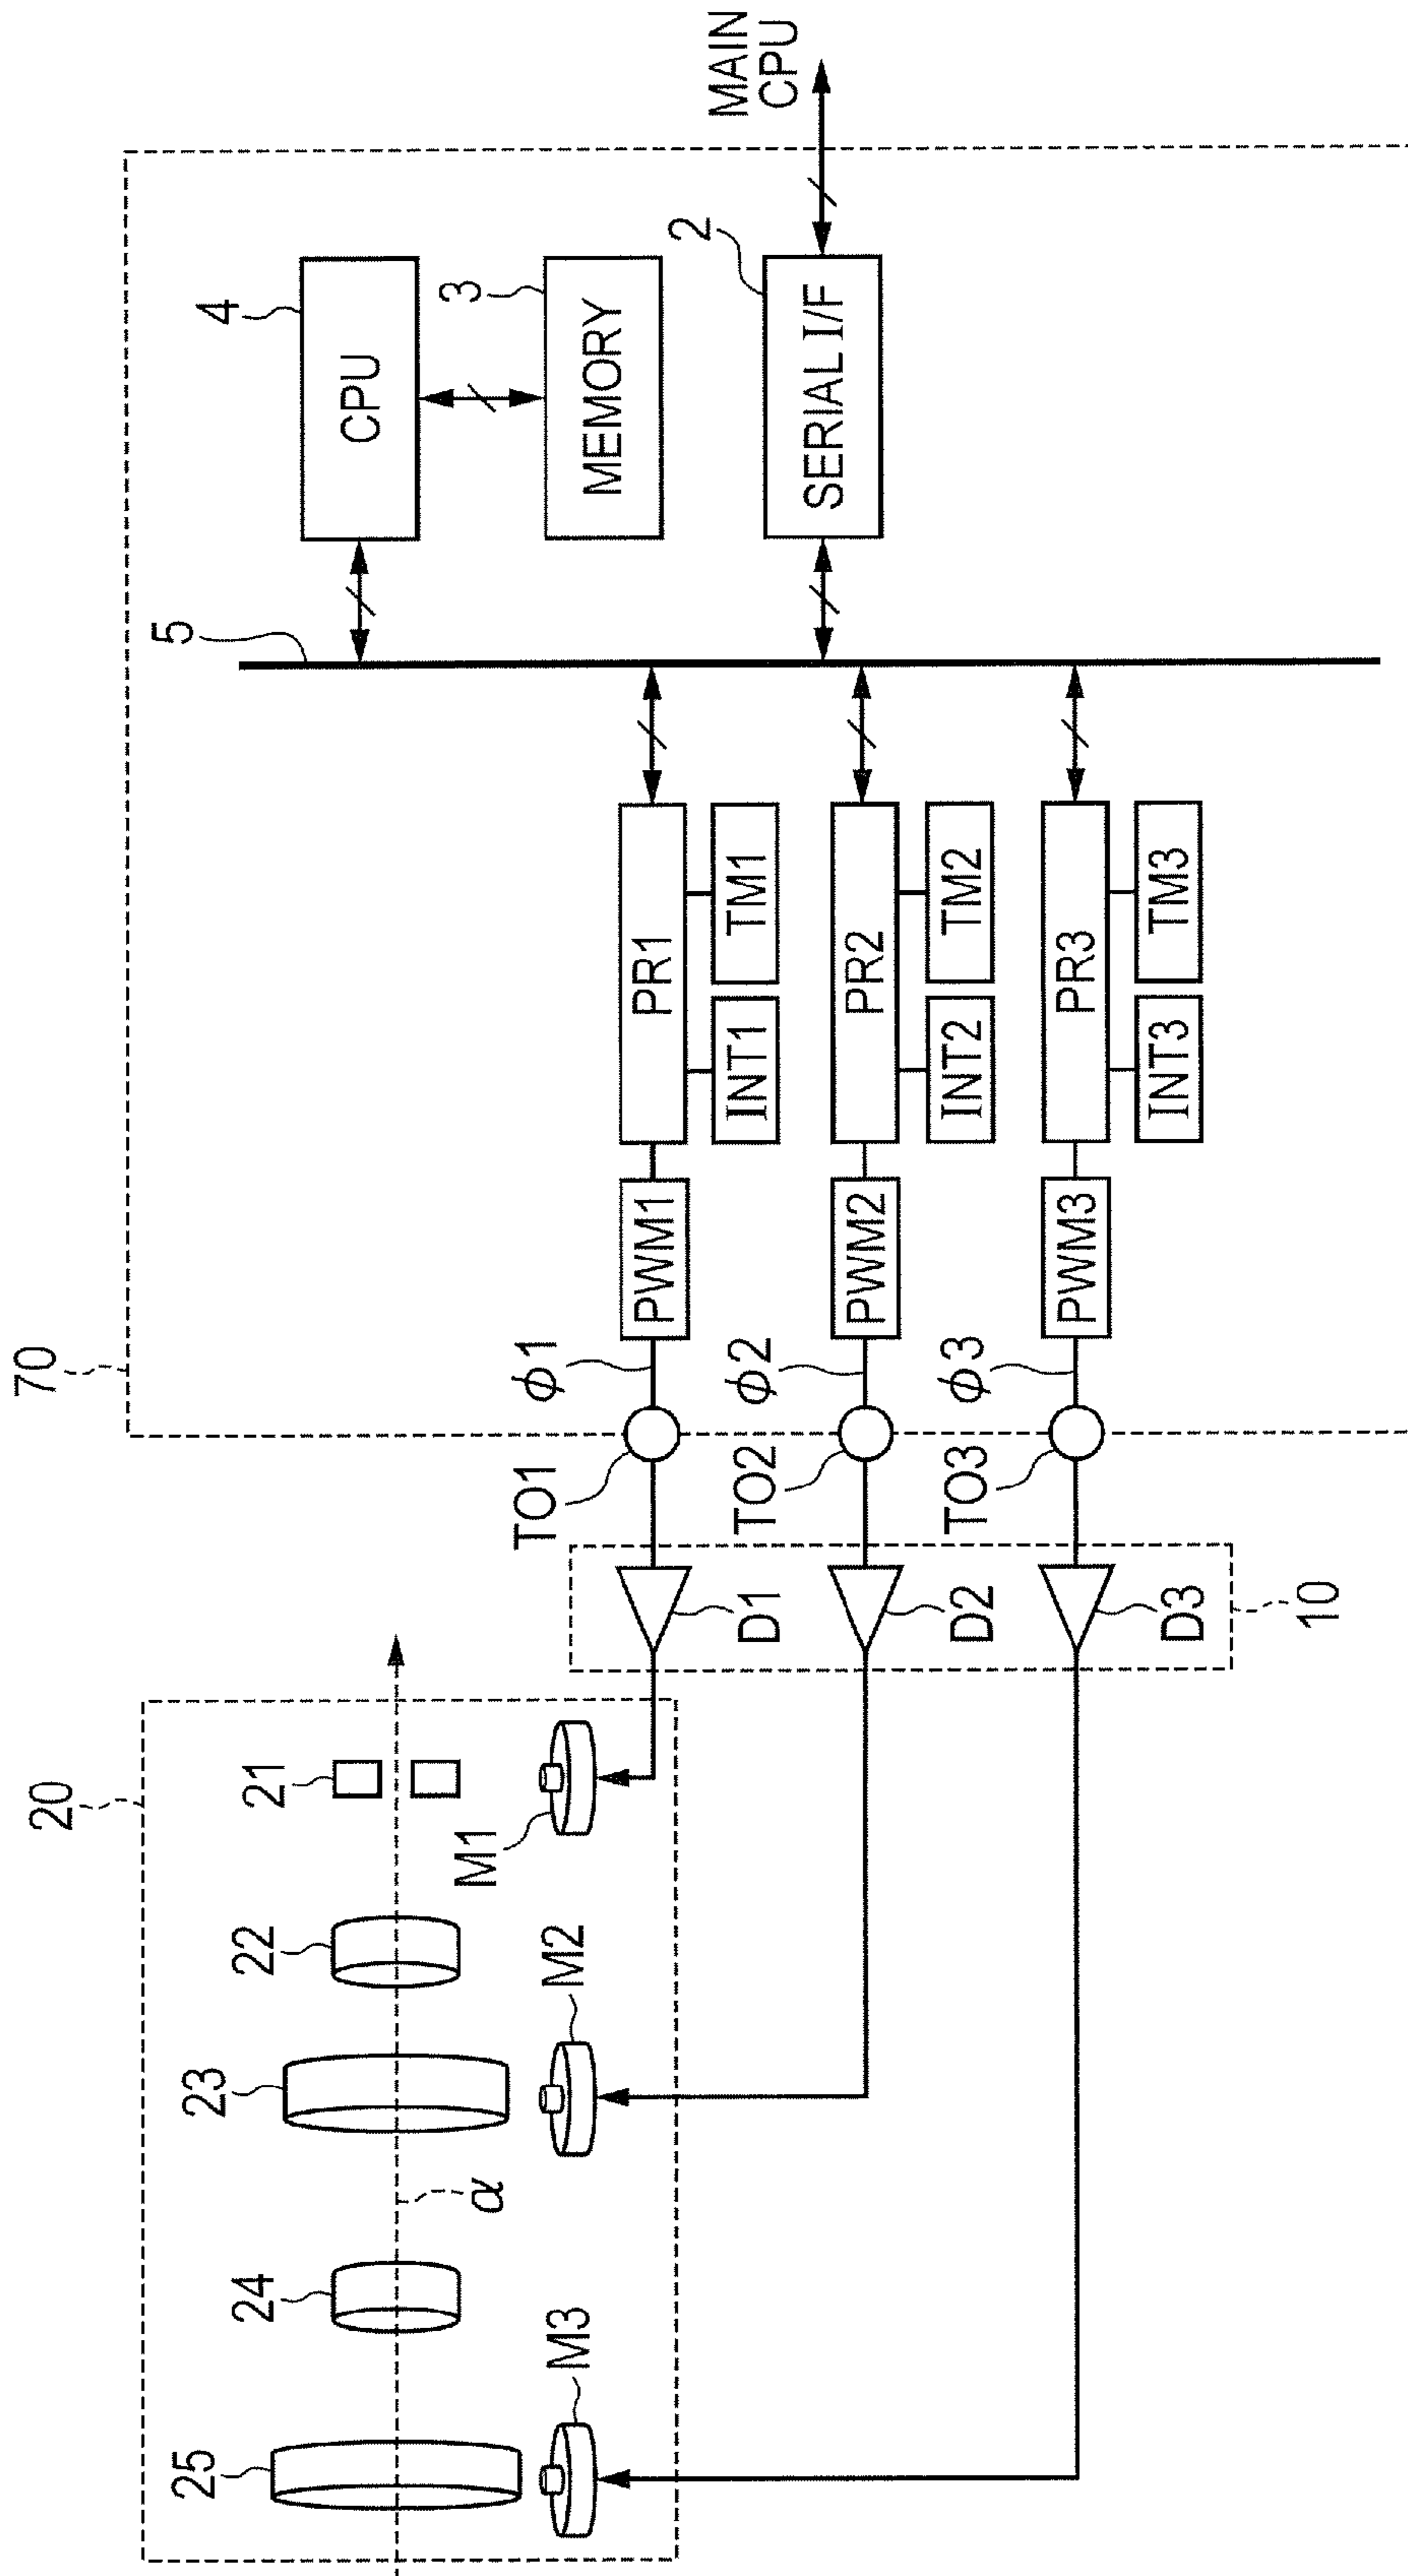 20
25
24
23
22
21
α
M3
M2
M1
10
D1
D2
D3
70
TO1
TO2
TO3
ϕ1
ϕ2
ϕ3
PWM1
PWM2
PWM3
PR1
INT1
TM1
PR2
INT2
TM2
PR3
INT3
TM3
5
4
CPU
3
MEMORY
2
SERIAL I/F
MAIN
CPU